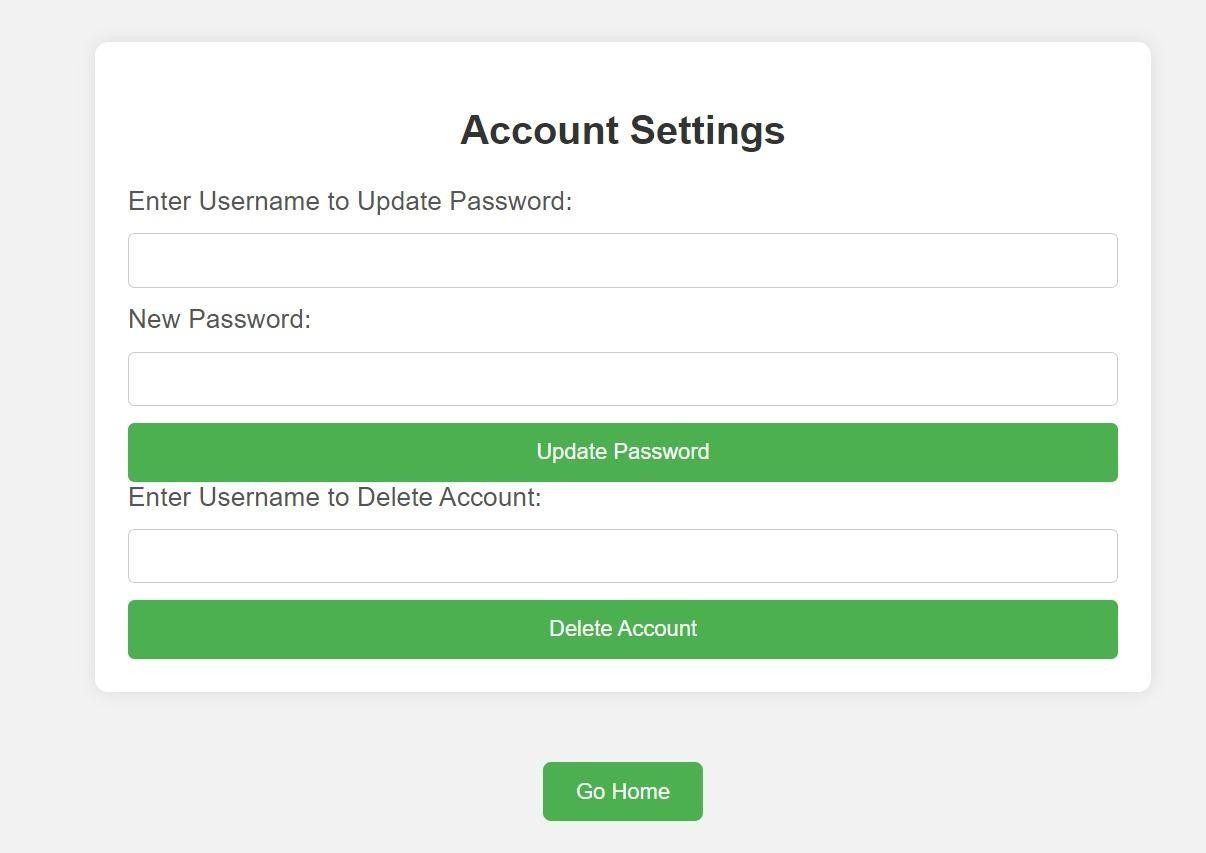 Account Settings
Enter Username to Update Password:
New Password:
Update Password
Enter Username to Delete Account:
Delete Account
Go Home